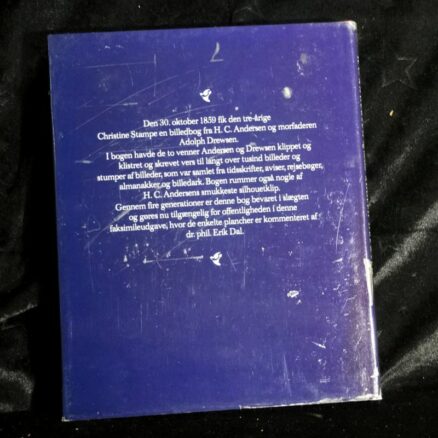 Den 30. oktober 1859 fik den tre-årige
Christine Stampe en billedbog fra H. C. Andersen og morfaderen
Adolph Drewsen.
I bogen havde de to venner Andersen og Drewsen klippet og
klistret og skrevet vers til langt over tusind billeder og
stumper af billeder, som var samlet fra tidsskrifter, aviser, rejsebøger,
almanakker og billedark. Bogen rummer også nogle af
H. C. Andersens smukkeste silhouetklip.
Gennem fire generationer er denne bog bevaret i slægten
og gøres nu tilgængelig for offentligheden i denne
faksimileudgave, hvor de enkelte plancher er kommenteret af
dr. phil. Erik Dal.